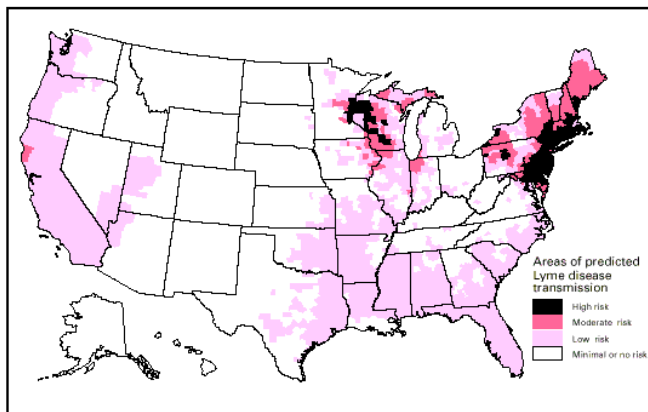 Areas of predicted
Lyme disease
transmission
High risk
Moderate risk
Low risk
Minimal or no risk